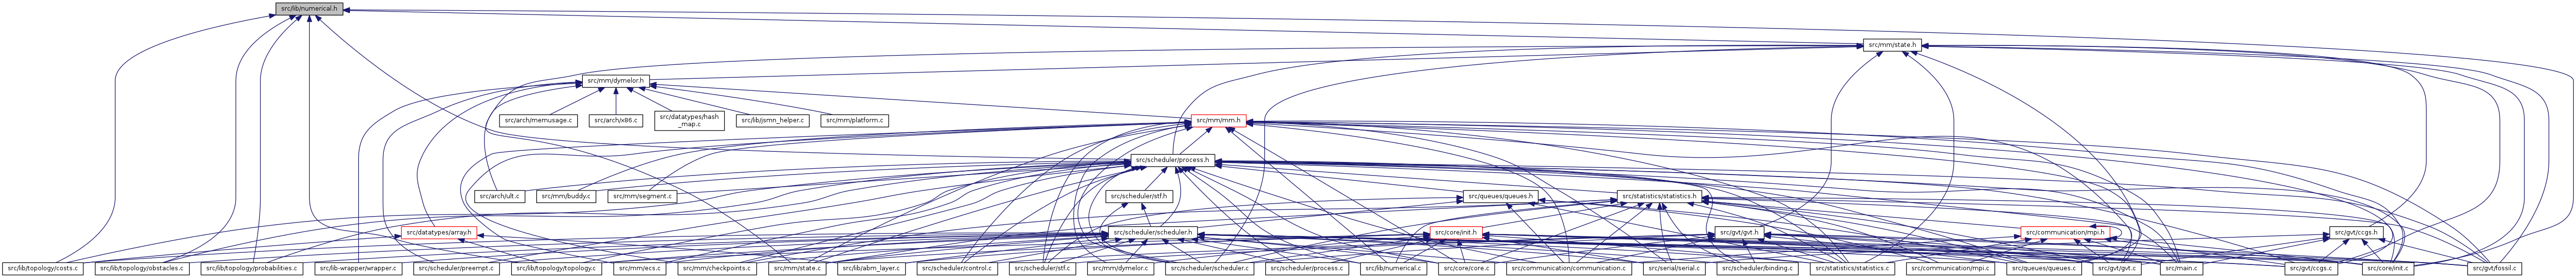 src/lib/numerical.h
src/mm/state.h
src/mm/dymelor.h
src/arch/memusage.c
src/arch/x86.c
src/datatypes/hash
_map.c
src/lib/jsmn_helper.c
src/mm/platform.c
src/mm/mm.h
src/scheduler/process.h
src/arch/ult.c
src/mm/buddy.c
src/mm/segment.c
src/scheduler/stf.h
src/queues/queues.h
src/statistics/statistics.h
src/datatypes/array.h
src/scheduler/scheduler.h
src/core/init.h
src/gvt/gvt.h
src/communication/mpi.h
src/gvt/ccgs.h
src/lib/topology/costs.c
src/lib/topology/obstacles.c
src/lib/topology/probabilities.c
src/lib-wrapper/wrapper.c
src/scheduler/preempt.c
src/lib/topology/topology.c
src/mm/ecs.c
src/mm/checkpoints.c
src/mm/state.c
src/lib/abm_layer.c
src/scheduler/control.c
src/scheduler/stf.c
src/mm/dymelor.c
src/scheduler/scheduler.c
src/scheduler/process.c
src/lib/numerical.c
src/core/core.c
src/communication/communication.c
src/serial/serial.c
src/scheduler/binding.c
src/statistics/statistics.c
src/communication/mpi.c
src/queues/queues.c
src/gvt/gvt.c
src/main.c
src/gvt/ccgs.c
src/core/init.c
src/gvt/fossil.c